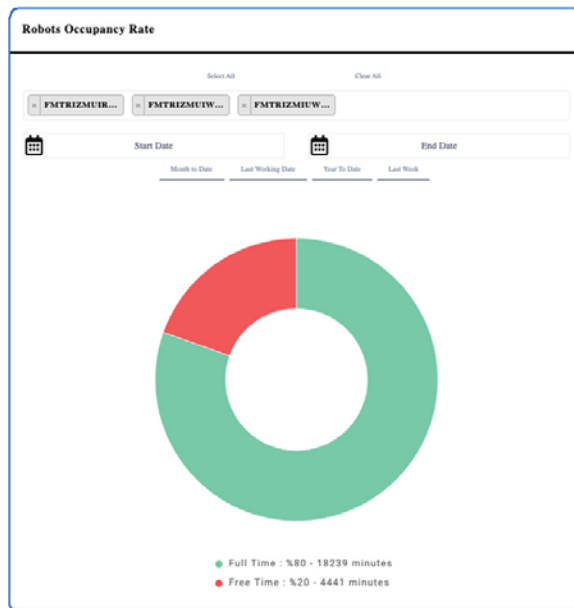 Robots Occupancy Rate
Select All Clear All
× FMTRIZMUIR... × FMTRIZMUIW... × FMTRIZMIUW...
Start Date End Date
Month to Date Last Working Date Year To Date Last Week
Full Time : %80 - 18239 minutes
Free Time : %20 - 4441 minutes